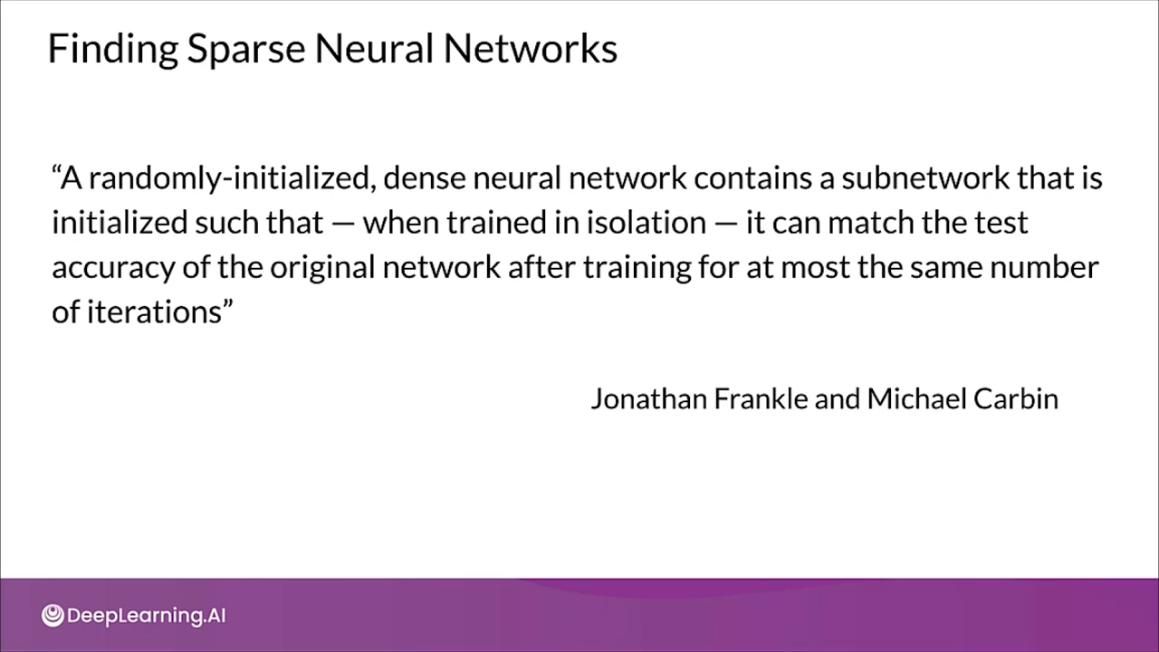 Finding Sparse Neural Networks
“A randomly-initialized, dense neural network contains a subnetwork that is
initialized such that — when trained in isolation — it can match the test
accuracy of the original network after training for at most the same number
of iterations”
Jonathan Frankle and Michael Carbin
DeepLearning.AI